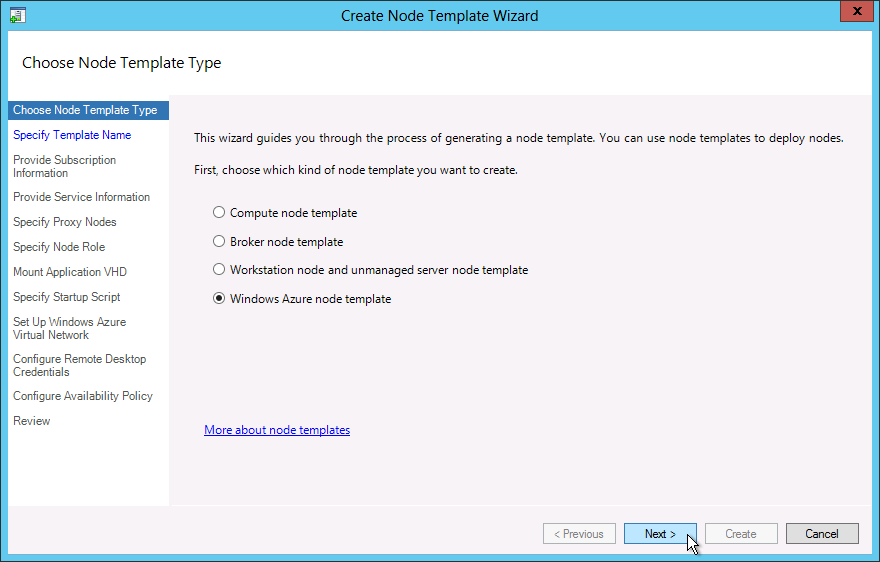 Create Node Template Wizard
x
Choose Node Template Type
Choose Node Template Type
Specify Template Name
Provide Subscription
Information
Provide Service Information
Specify Proxy Nodes
Specify Node Role
Mount Application VHD
Specify Startup Script
Set Up Windows Azure
Virtual Network
Configure Remote Desktop
Credentials
Configure Availability Policy
Review
This wizard guides you through the process of generating a node template. You can use node templates to deploy nodes.
First, choose which kind of node template you want to create.
Compute node template
Broker node template
Workstation node and unmanaged server node template
Windows Azure node template
More about node templates
< Previous
Next >
Create
Cancel